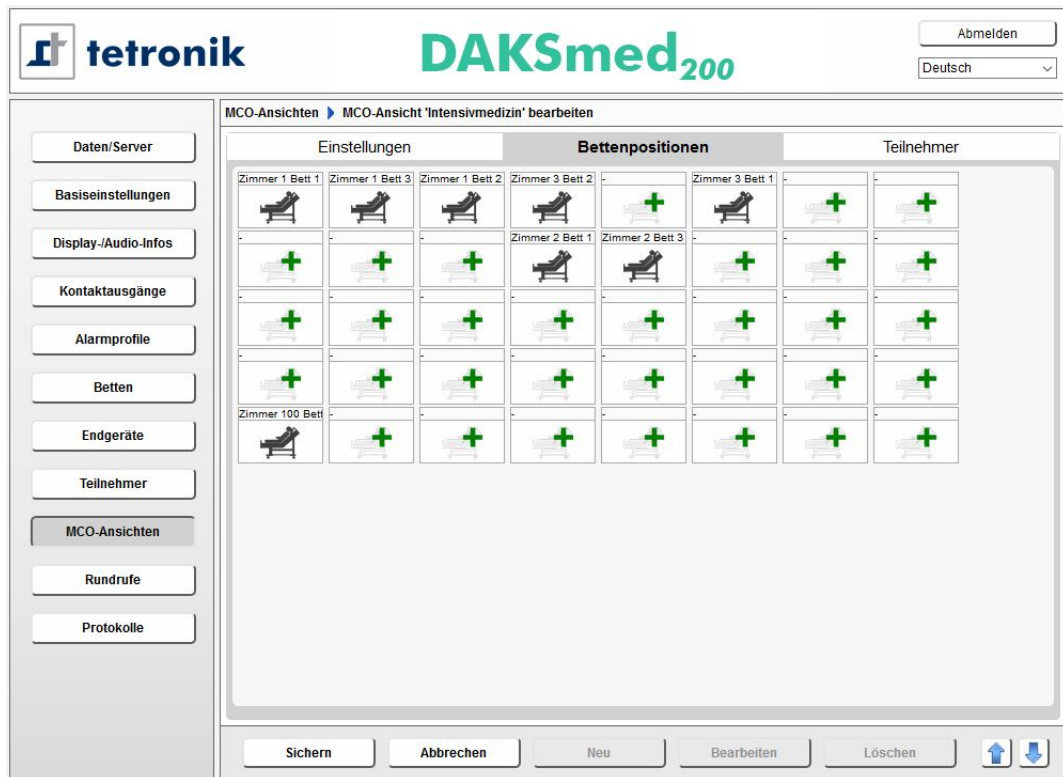 tetronik
DAKSmed200
Abmelden
Deutsch
MCO-Ansichten MCO-Ansicht 'Intensivmedizin' bearbeiten
Daten/Server
Basiseinstellungen
Display-/Audio-Infos
Kontaktausgänge
Alarmprofile
Betten
Endgeräte
Teilnehmer
MCO-Ansichten
Rundrufe
Protokolle
Einstellungen Bettenpositionen Teilnehmer
Zimmer 1 Bett 1 Zimmer 1 Bett 3 Zimmer 1 Bett 2 Zimmer 3 Bett 2 - Zimmer 3 Bett 1 - -
- - - Zimmer 2 Bett 1 Zimmer 2 Bett 3 - - -
- - - - - - - -
- - - - - - - -
Zimmer 100 Bett - - - - - - -
Sichern Abbrechen Neu Bearbeiten Löschen